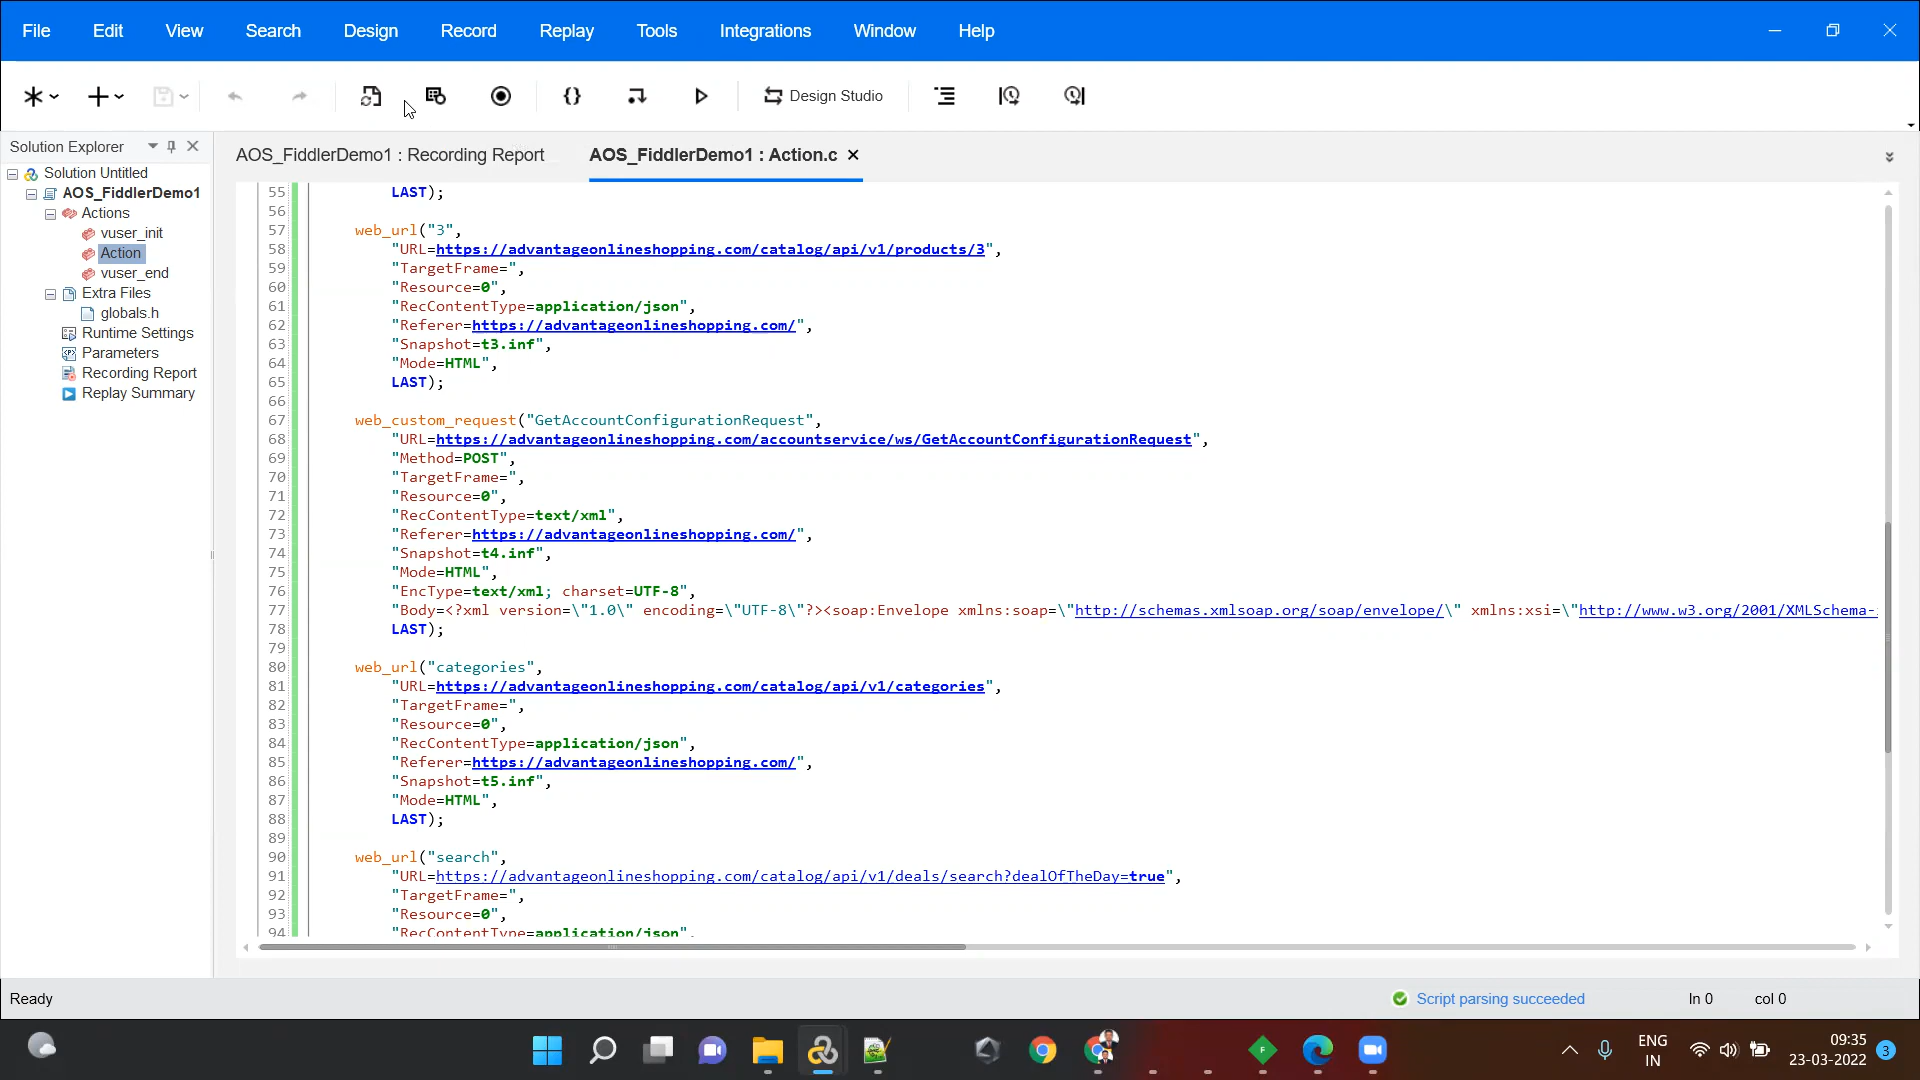 File Edit View Search Design Record Replay Tools Integrations Window Help
Design Studio
Solution Explorer
AOS_FiddlerDemo1 : Recording Report
AOS_FiddlerDemo1 : Action.c
Solution Untitled
AOS_FiddlerDemo1
Actions
vuser_init
Action
vuser_end
Extra Files
globals.h
Runtime Settings
Parameters
Recording Report
Replay Summary
55 LAST);
56
57 web_url("3",
58 "URL=https://advantageonlineshopping.com/catalog/api/v1/products/3",
59 "TargetFrame=",
60 "Resource=0",
61 "RecContentType=application/json",
62 "Referer=https://advantageonlineshopping.com/",
63 "Snapshot=t3.inf",
64 "Mode=HTML",
65 LAST);
66
67 web_custom_request("GetAccountConfigurationRequest",
68 "URL=https://advantageonlineshopping.com/accountservice/ws/GetAccountConfigurationRequest",
69 "Method=POST",
70 "TargetFrame=",
71 "Resource=0",
72 "RecContentType=text/xml",
73 "Referer=https://advantageonlineshopping.com/",
74 "Snapshot=t4.inf",
75 "Mode=HTML",
76 "EncType=text/xml; charset=UTF-8",
77 "Body=<?xml version=\"1.0\" encoding=\"UTF-8\"?><soap:Envelope xmlns:soap=\"http://schemas.xmlsoap.org/soap/envelope/\" xmlns:xsi=\"http://www.w3.org/2001/XMLSchema-
78 LAST);
79
80 web_url("categories",
81 "URL=https://advantageonlineshopping.com/catalog/api/v1/categories",
82 "TargetFrame=",
83 "Resource=0",
84 "RecContentType=application/json",
85 "Referer=https://advantageonlineshopping.com/",
86 "Snapshot=t5.inf",
87 "Mode=HTML",
88 LAST);
89
90 web_url("search",
91 "URL=https://advantageonlineshopping.com/catalog/api/v1/deals/search?dealOfTheDay=true",
92 "TargetFrame=",
93 "Resource=0",
94 "RecContentType=application/json",
Ready
Script parsing succeeded
ln 0 col 0
ENG
IN
09:35
23-03-2022
3